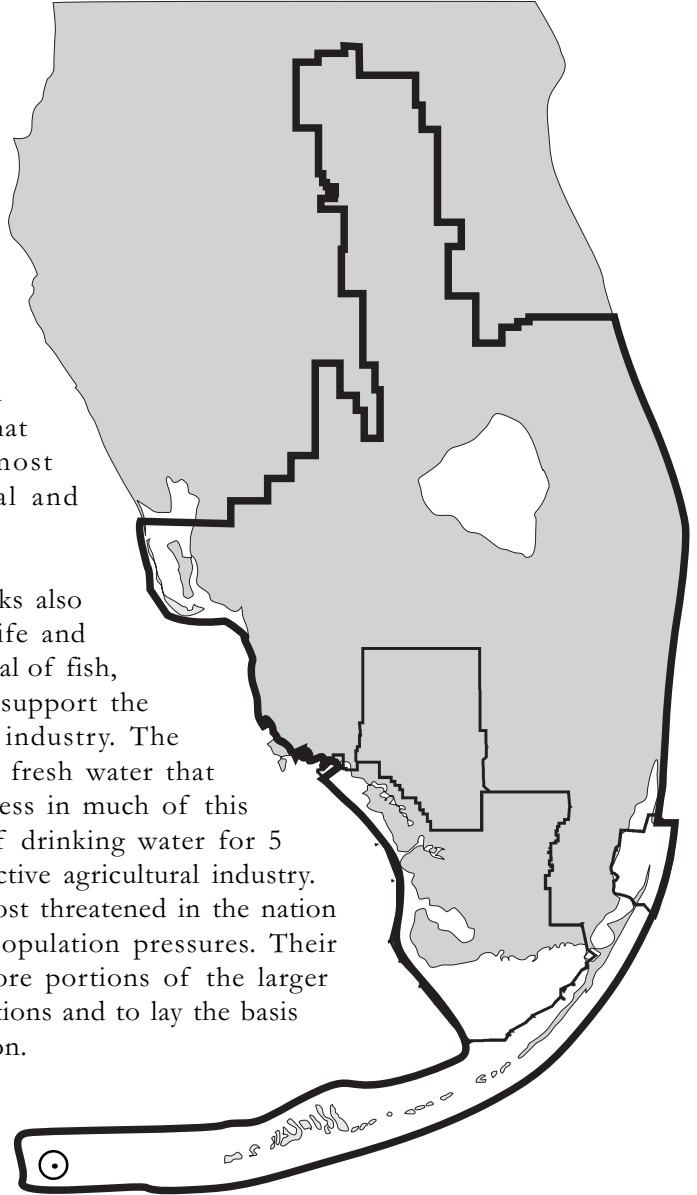 hat
most
al and
ks also
ife and
al of fish,
support the
industry. The
fresh water that
ess in much of this
f drinking water for 5
ctive agricultural industry.
ost threatened in the nation
opulation pressures. Their
ore portions of the larger
tions and to lay the basis
on.